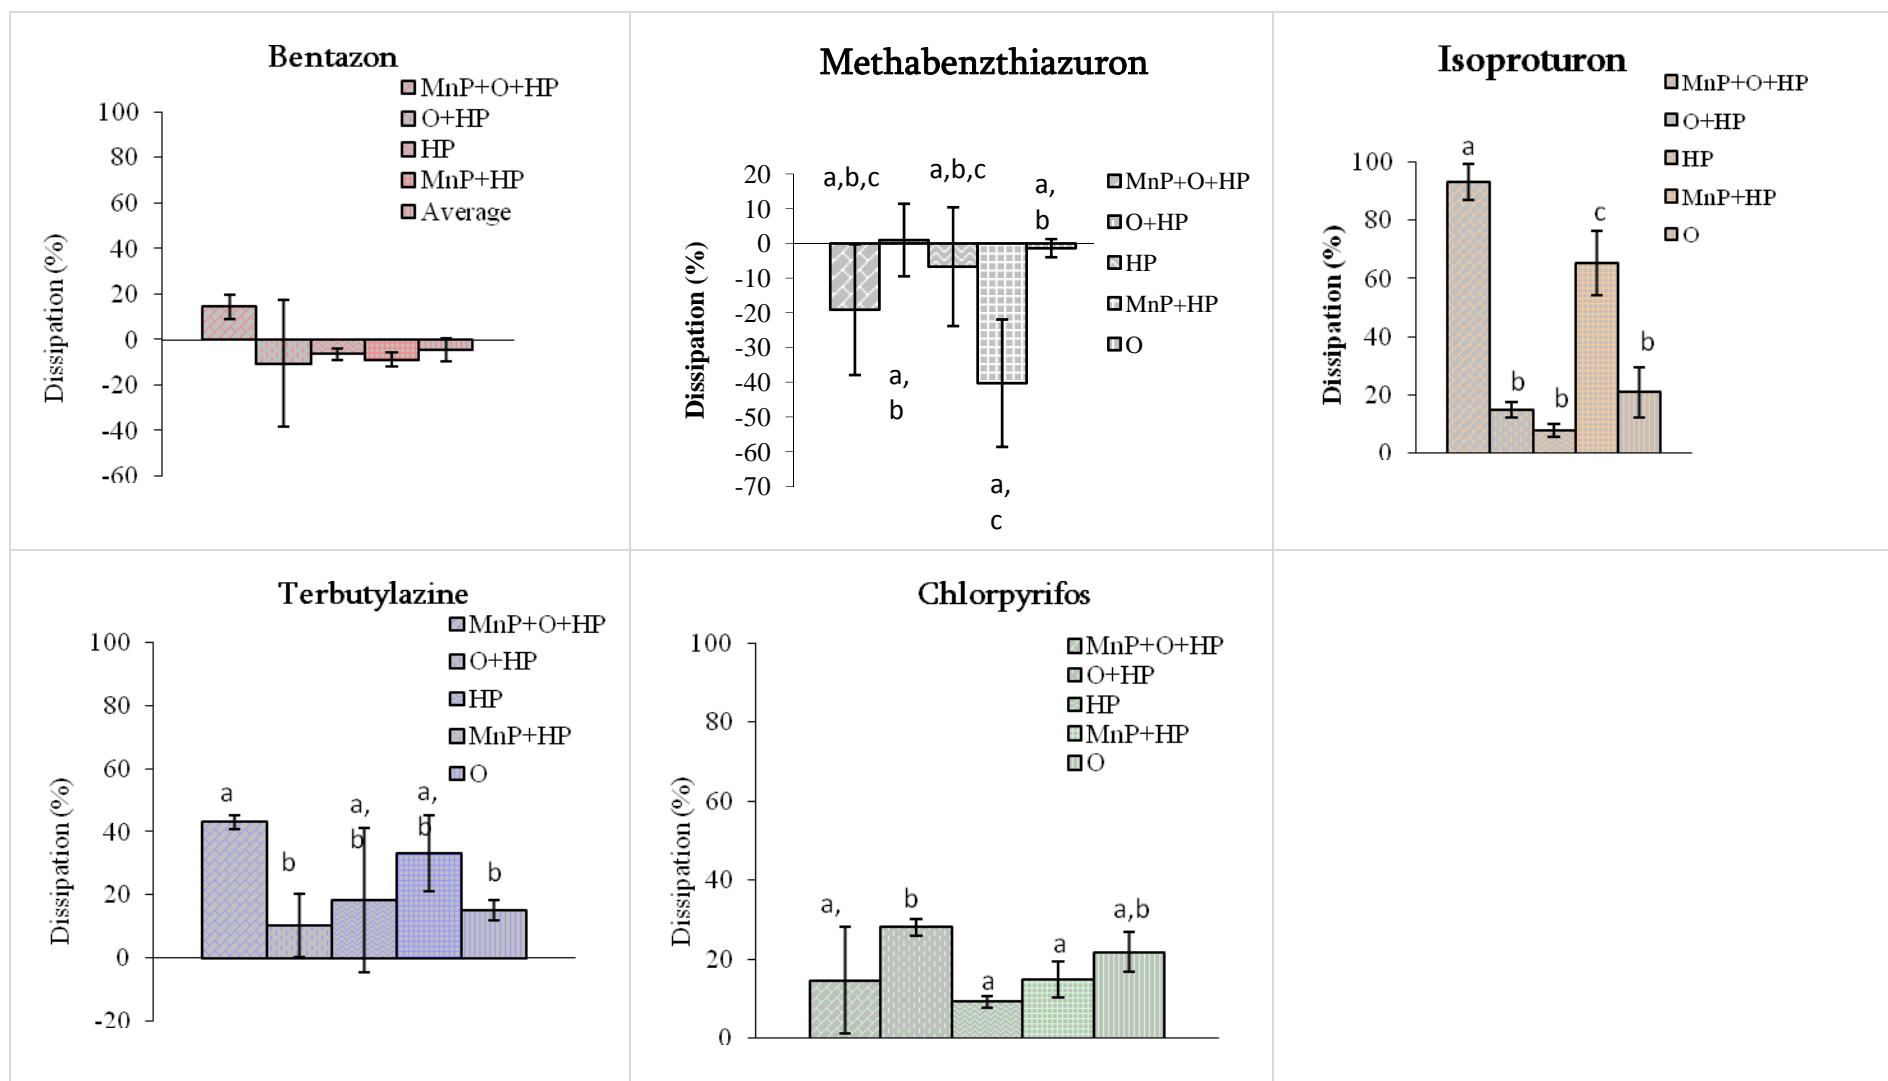 Bentazon
MnP+O+HP
O+HP
HP
MnP+HP
Average
Dissipation (%)
100
80
60
40
20
0
-20
-40
-60
Methabenzthiazuron
Dissipation (%)
20
10
0
-10
-20
-30
-40
-50
-60
-70
a,b,c
a,
b
a,b,c
a,
c
a,
b
MnP+O+HP
O+HP
HP
MnP+HP
O
Isoproturon
MnP+O+HP
O+HP
HP
MnP+HP
O
Dissipation (%)
100
80
60
40
20
0
a
b
b
c
b
Terbutylazine
MnP+O+HP
O+HP
HP
MnP+HP
O
Dissipation (%)
100
80
60
40
20
0
-20
a
b
a,
b
a,
b
b
Chlorpyrifos
MnP+O+HP
O+HP
HP
MnP+HP
O
Dissipation (%)
100
80
60
40
20
0
a,
b
a
a
a,b